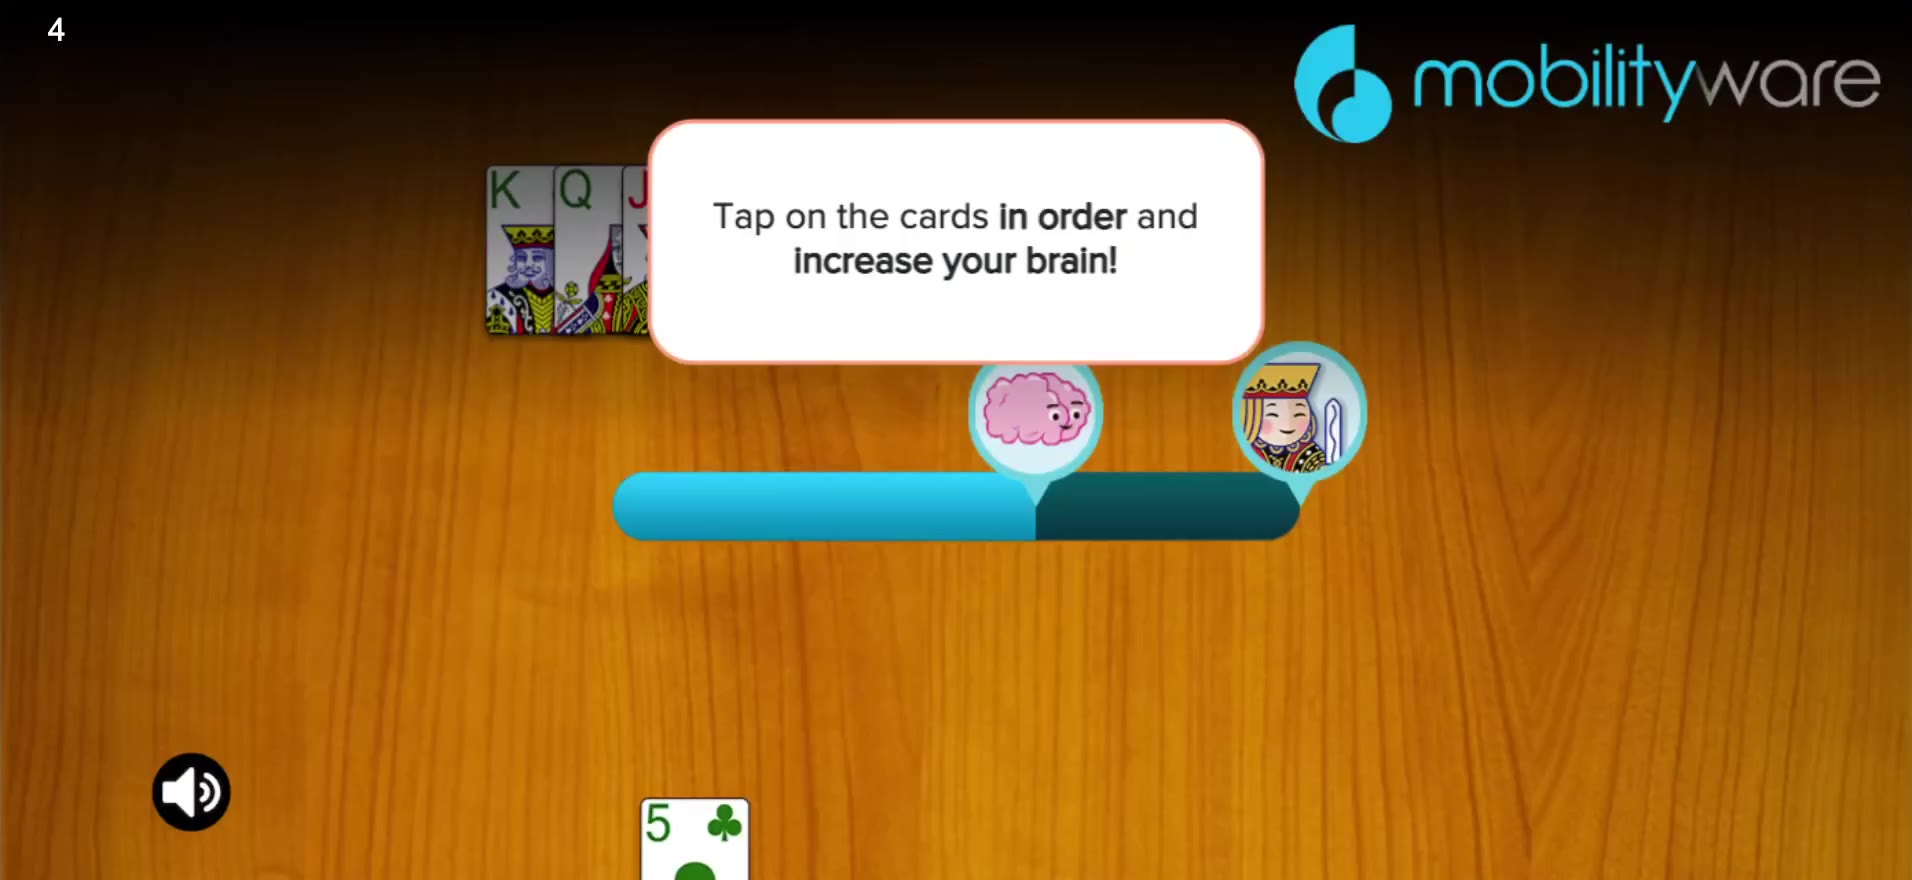 4
mobilityware
K Q J
Tap on the cards in order and
increase your brain!
5